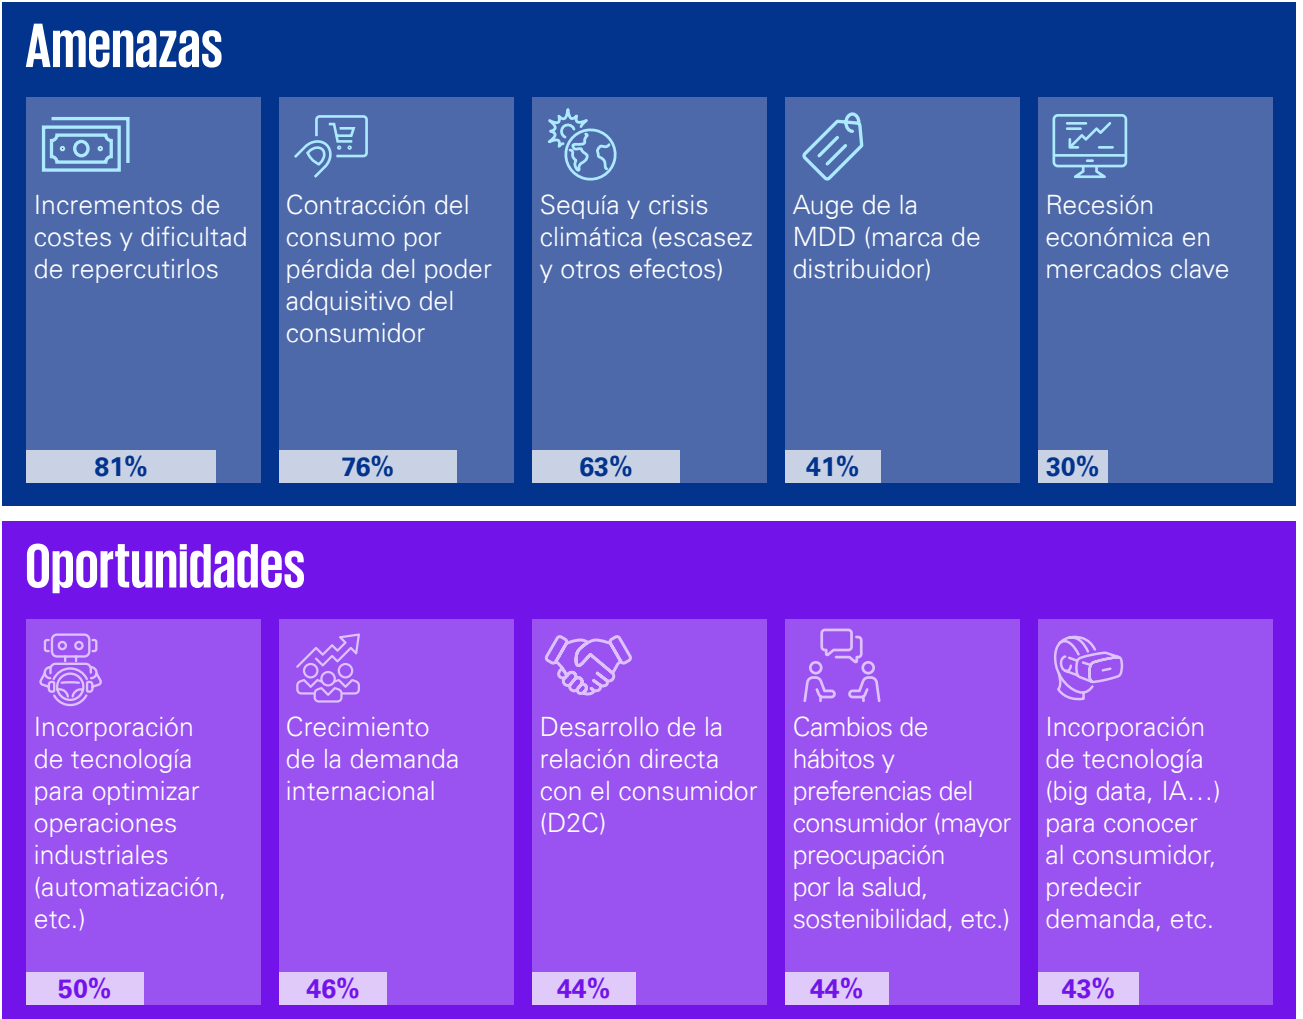 Amenazas
Incrementos de
costes y dificultad
de repercutirlos
81%
Contracción del
consumo por
pérdida del poder
adquisitivo del
consumidor
76%
Sequía y crisis
climática (escasez
y otros efectos)
63%
Auge de la
MDD (marca de
distribuidor)
41%
Recesión
económica en
mercados clave
30%
Oportunidades
Incorporación
de tecnología
para optimizar
operaciones
industriales
(automatización,
etc.)
50%
Crecimiento
de la demanda
internacional
46%
Desarrollo de la
relación directa
con el consumidor
(D2C)
44%
Cambios de
hábitos y
preferencias del
consumidor (mayor
preocupación
por la salud,
sostenibilidad, etc.)
44%
Incorporación
de tecnología
(big data, IA...)
para conocer
al consumidor,
predecir
demanda, etc.
43%